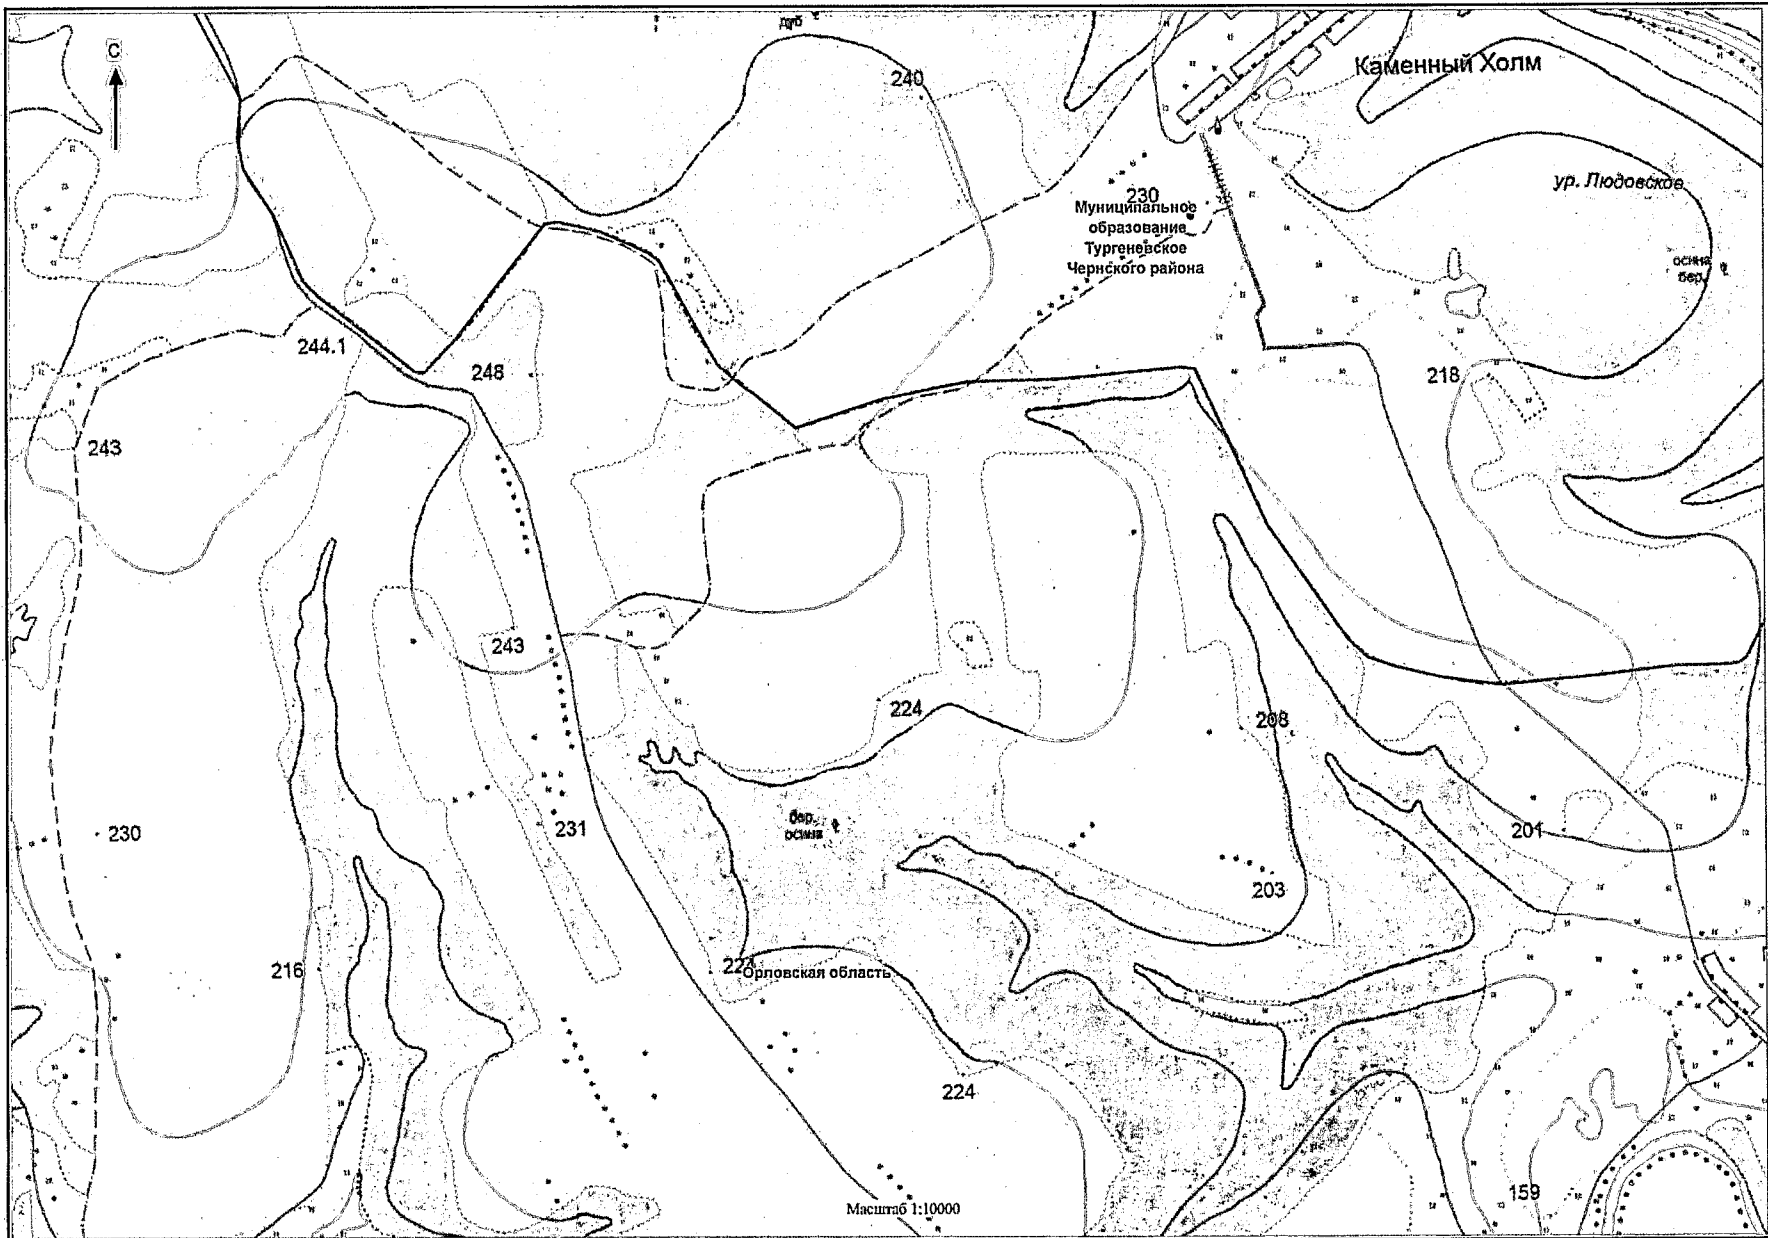 С
дуб
240
Каменный Холм
230
Муниципальное
образование
Тургеневское
Чернского района
ур. Людовское
осина
бер.
244.1
248
218
243
243
224
208
бер.
осина
230
231
201
203
216
224
Орловская область
224
159
Масштаб 1:10000